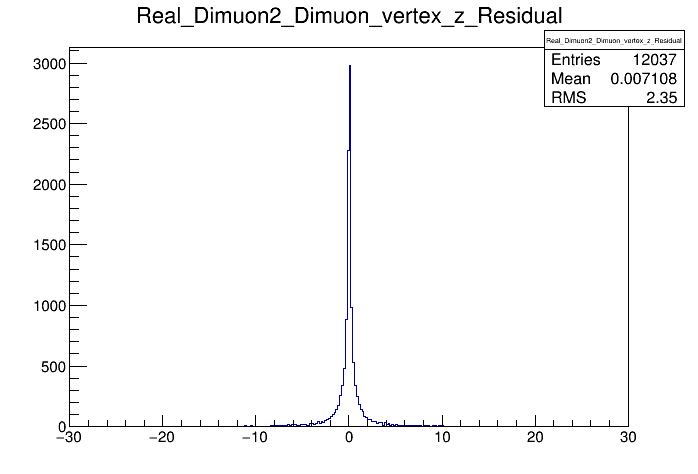 Real_Dimuon2_Dimuon_vertex_z_Residual
Real_Dimuon2_Dimuon_vertex_z_Residual
Entries 12037
Mean 0.007108
RMS 2.35
3000
2500
2000
1500
1000
500
0
−30 −20 −10 0 10 20 30